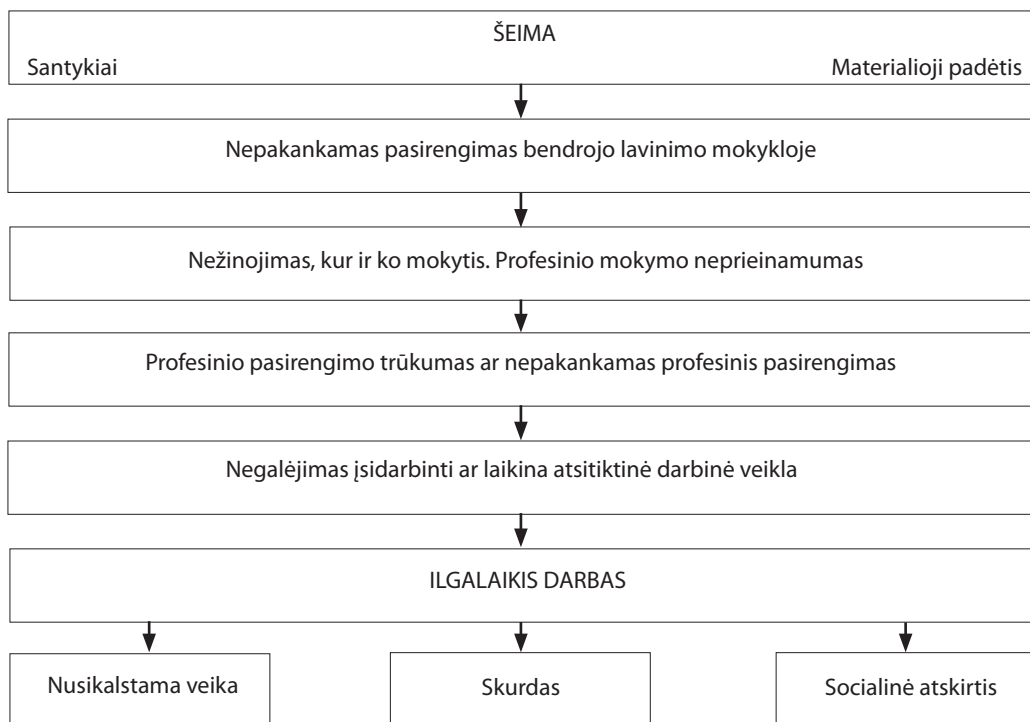 ŠEIMA
Santykiai Materialioji padėtis
Nepakankamas pasirengimas bendrojo lavinimo mokykloje
Nežinojimas, kur ir ko mokytis. Profesinio mokymo neprieinamumas
Profesinio pasirengimo trūkumas ar nepakankamas profesinis pasirengimas
Negalėjimas įsidarbinti ar laikina atsitiktinė darbinė veikla
ILGALAIKIS DARBAS
Nusikalstama veika Skurdas Socialinė atskirtis